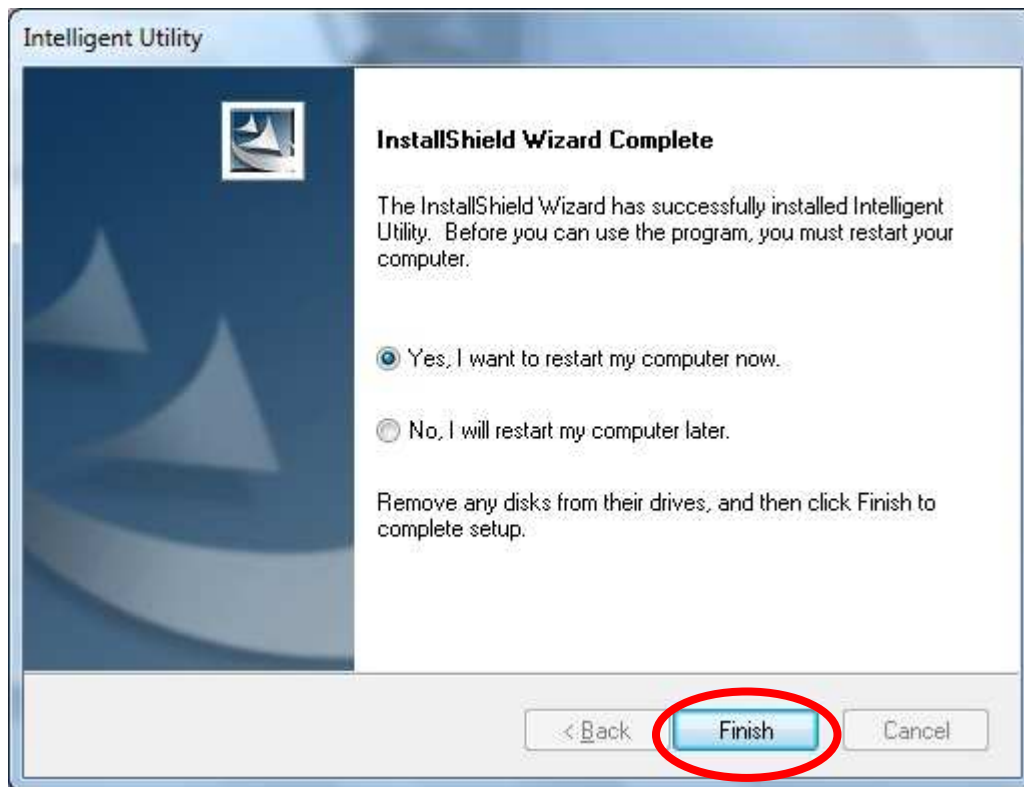 Intelligent Utility
InstallShield Wizard Complete
The InstallShield Wizard has successfully installed Intelligent
Utility.  Before you can use the program, you must restart your
computer.
Yes, I want to restart my computer now.
No, I will restart my computer later.
Remove any disks from their drives, and then click Finish to
complete setup.
< Back
Finish
Cancel